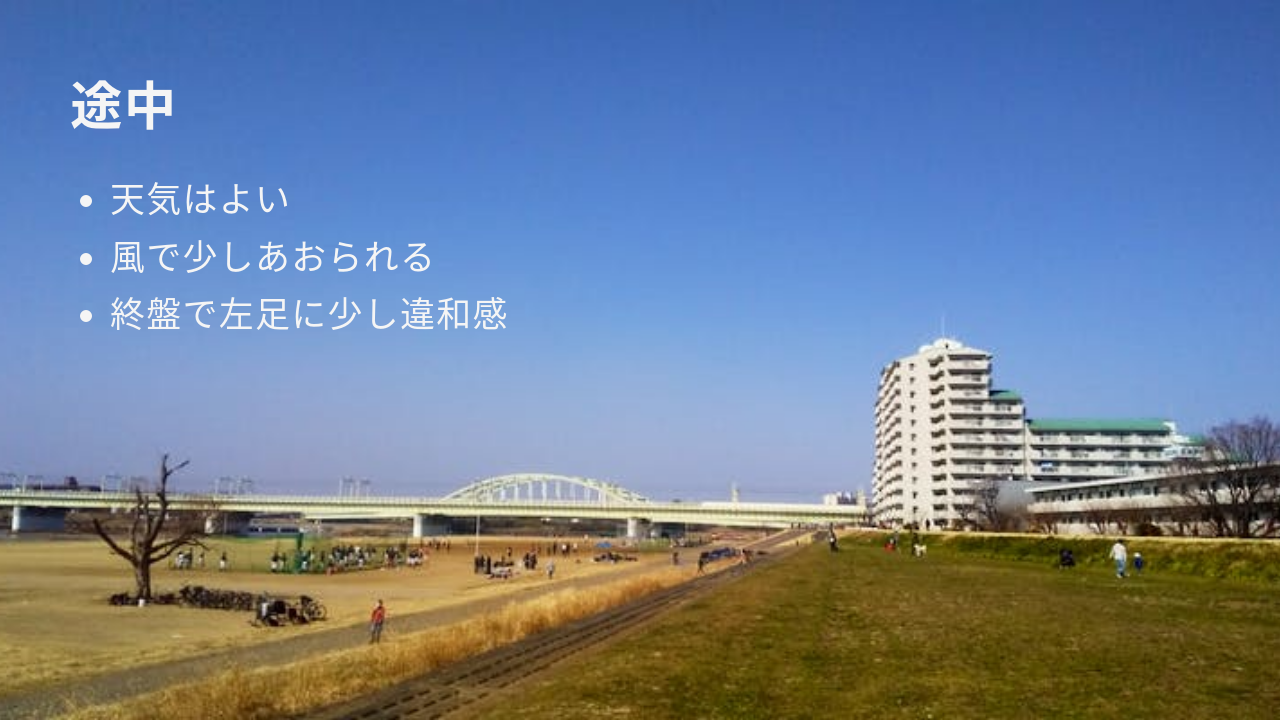 途中
天気はよい
風で少しあおられる
終盤で左足に少し違和感